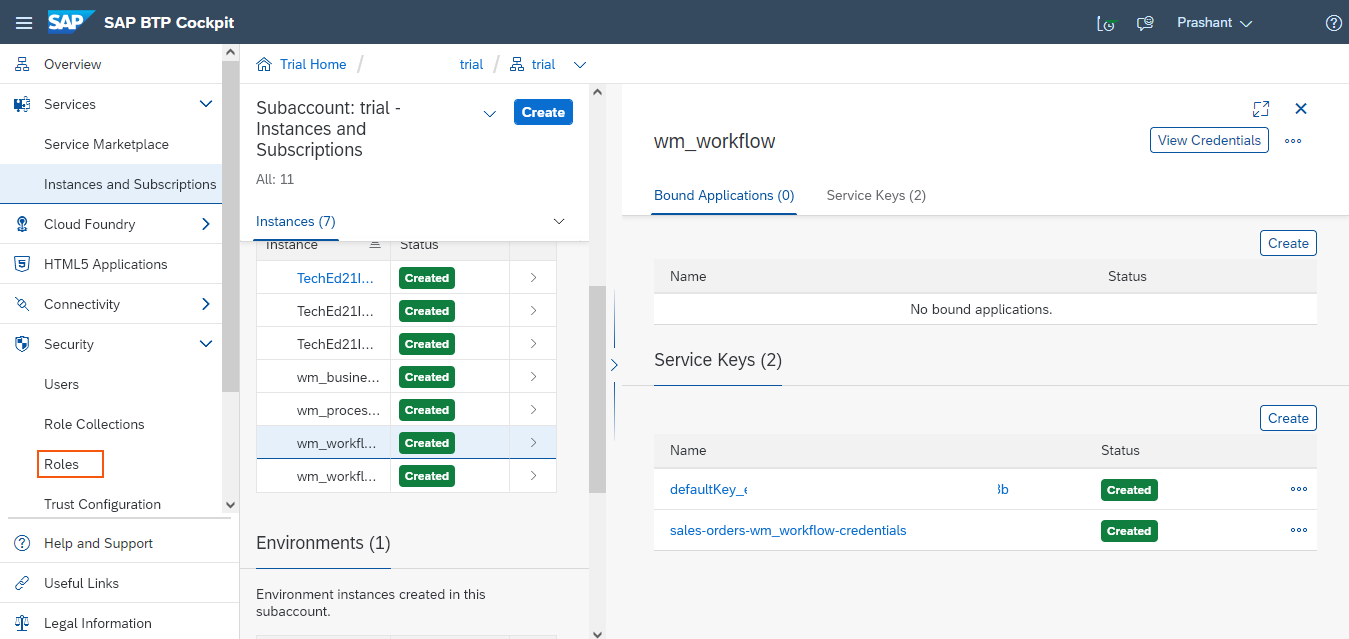 SAP SAP BTP Cockpit
Prashant
Overview
Services
Service Marketplace
Instances and Subscriptions
Cloud Foundry
HTML5 Applications
Connectivity
Security
Users
Role Collections
Roles
Trust Configuration
Help and Support
Useful Links
Legal Information
Trial Home / trial / trial
Subaccount: trial -
Instances and
Subscriptions
Create
All: 11
Instances (7)
Instance Status
TechEd21I... Created
TechEd21I... Created
TechEd21I... Created
wm_busine... Created
wm_proces... Created
wm_workfl... Created
wm_workfl... Created
Environments (1)
Environment instances created in this
subaccount.
wm_workflow
View Credentials
Bound Applications (0) Service Keys (2)
Create
Name Status
No bound applications.
Service Keys (2)
Create
Name Status
defaultKey_ Created
sales-orders-wm_workflow-credentials Created